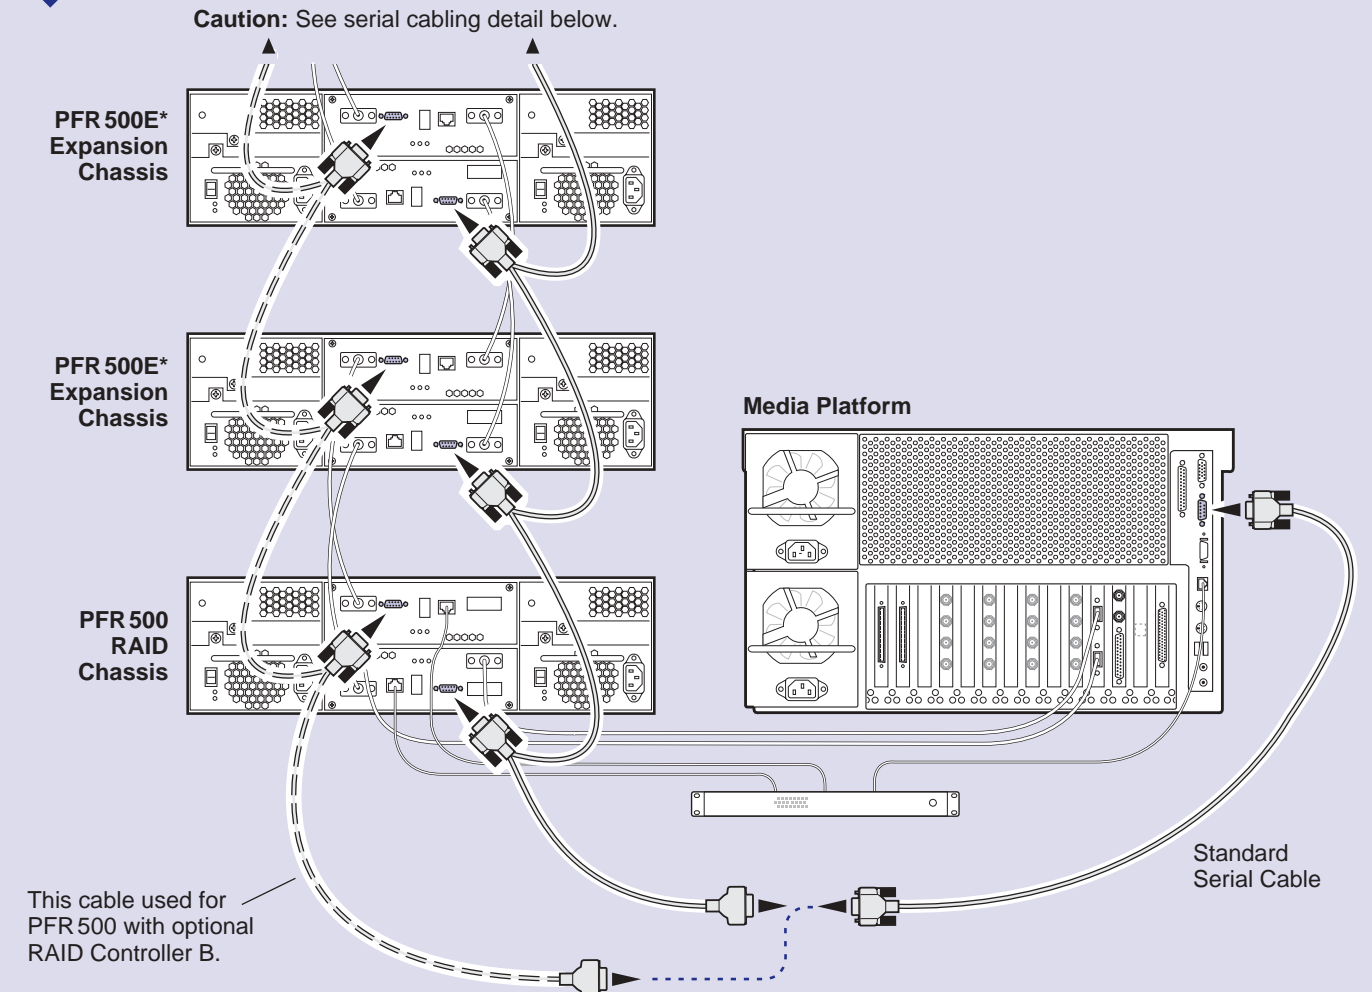 Caution: See serial cabling detail below.
PFR 500E*
Expansion
Chassis
PFR 500E*
Expansion
Chassis
Media Platform
PFR 500
RAID
Chassis
Standard
Serial Cable
This cable used for
PFR 500 with optional
RAID Controller B.